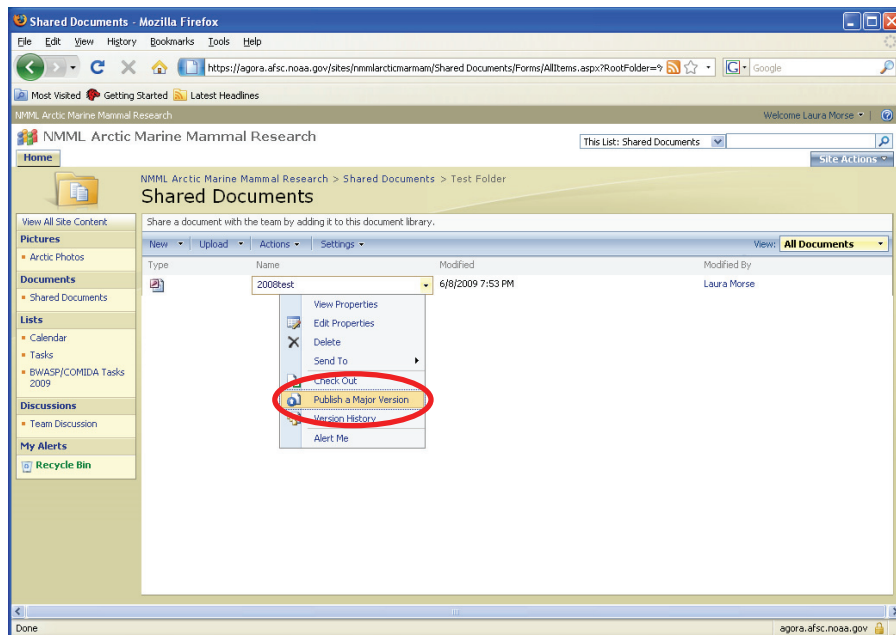 Shared Documents - Mozilla Firefox
File Edit View History Bookmarks Tools Help
https://agora.afsc.noaa.gov/sites/nmmlarcticmarmam/Shared Documents/Forms/AllItems.aspx?RootFolder=% Google
Most Visited Getting Started Latest Headlines
NMML Arctic Marine Mammal Research Welcome Laura Morse
NMML Arctic Marine Mammal Research
This List: Shared Documents
Home Site Actions
NMML Arctic Marine Mammal Research > Shared Documents > Test Folder
Shared Documents
View All Site Content
Share a document with the team by adding it to this document library.
Pictures
Arctic Photos
Documents
Shared Documents
Lists
Calendar
Tasks
BWASP/COMIDA Tasks
2009
Discussions
Team Discussion
My Alerts
Recycle Bin
New Upload Actions Settings View: All Documents
Type Name Modified Modified By
2008test 6/8/2009 7:53 PM Laura Morse
View Properties
Edit Properties
Delete
Send To
Check Out
Publish a Major Version
Version History
Alert Me
Done agora.afsc.noaa.gov